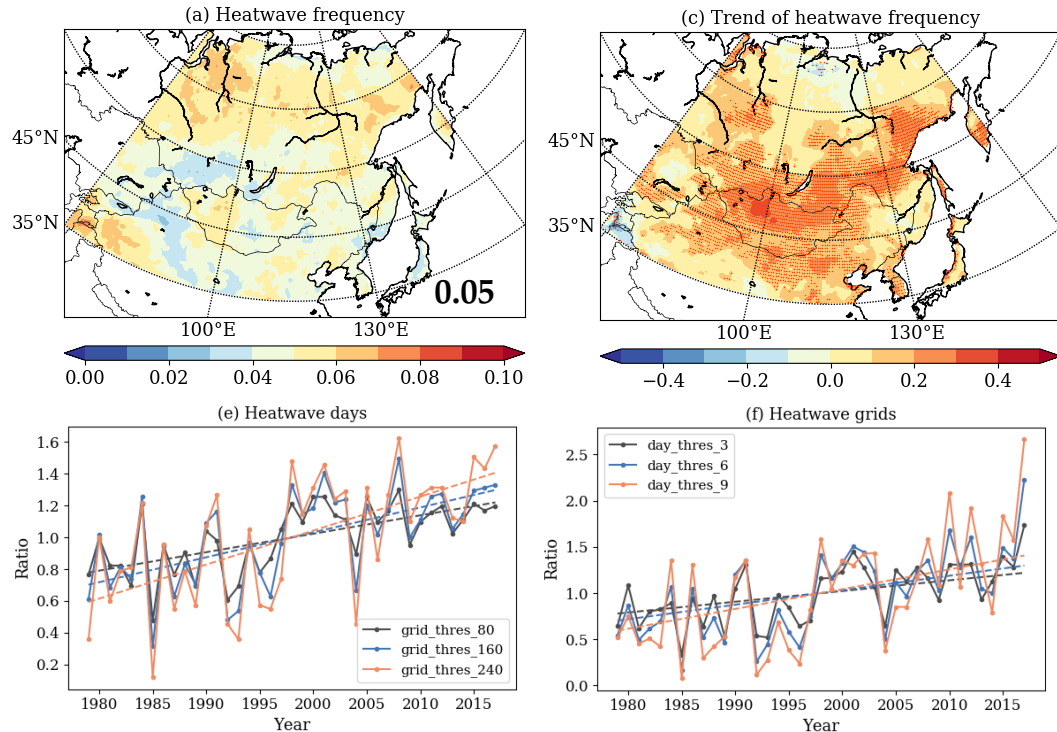 (a) Heatwave frequency
45°N
35°N
0.05
100°E 130°E
0.00 0.02 0.04 0.06 0.08 0.10
(c) Trend of heatwave frequency
45°N
35°N
100°E 130°E
−0.4 −0.2 0.0 0.2 0.4
(e) Heatwave days
Ratio
1.6
1.4
1.2
1.0
0.8
0.6
0.4
0.2
grid_thres_80
grid_thres_160
grid_thres_240
1980 1985 1990 1995 2000 2005 2010 2015
Year
(f) Heatwave grids
day_thres_3
day_thres_6
day_thres_9
Ratio
2.5
2.0
1.5
1.0
0.5
0.0
1980 1985 1990 1995 2000 2005 2010 2015
Year